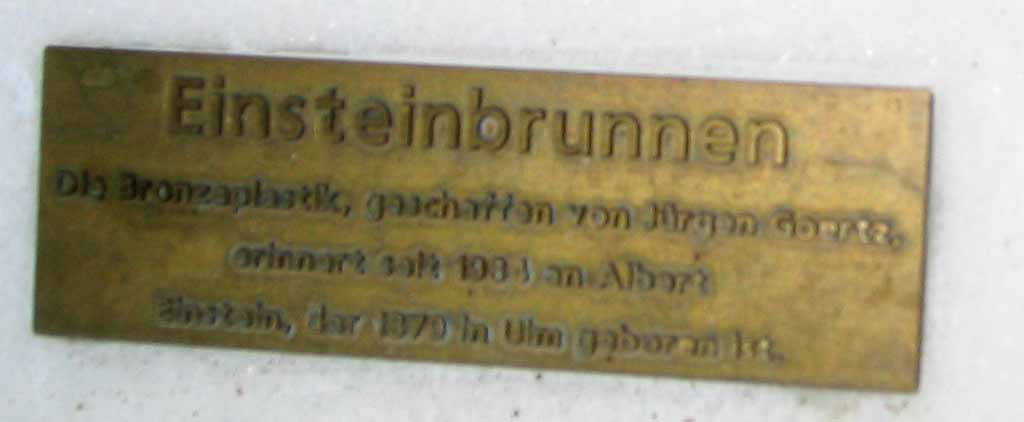 Einsteinbrunnen
Die Bronzeplastik, geschaffen von Jürgen Goertz,
erinnert seit 1984 an Albert
Einstein, der 1879 in Ulm geboren ist.